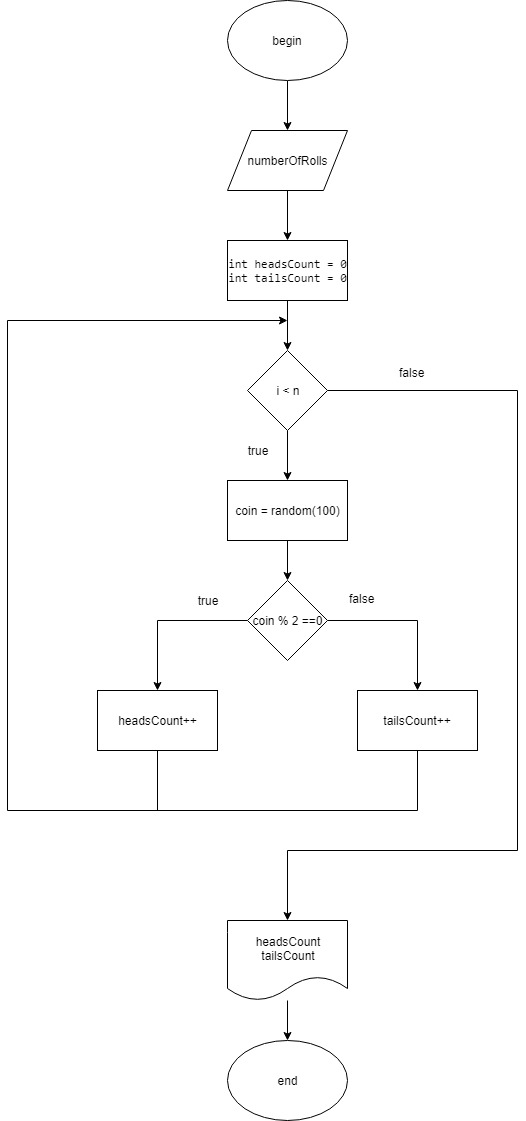 begin
numberOfRolls
int headsCount = 0
int tailsCount = 0
i < n
false
true
coin = random(100)
coin % 2 ==0
true
false
headsCount++
tailsCount++
headsCount
tailsCount
end